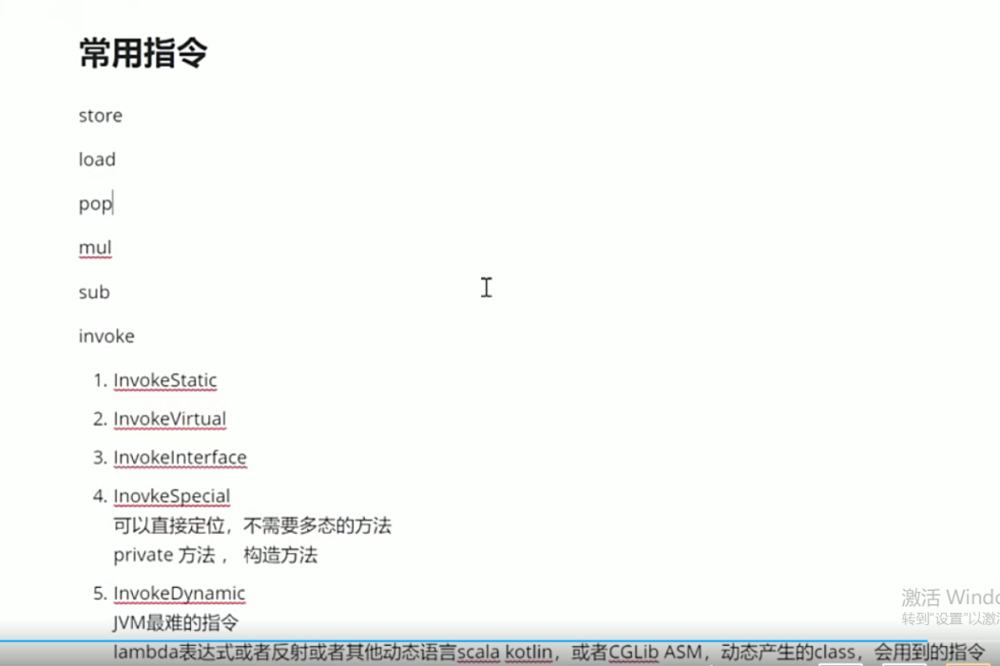 常用指令
store
load
pop
mul
sub
invoke
1. InvokeStatic
2. InvokeVirtual
3. InvokeInterface
4. InovkeSpecial
可以直接定位，不需要多态的方法
private 方法 ， 构造方法
5. InvokeDynamic
JVM最难的指令
lambda表达式或者反射或者其他动态语言scala kotlin，或者CGLib ASM，动态产生的class，会用到的指令
激活 Windo
转到"设置"以激